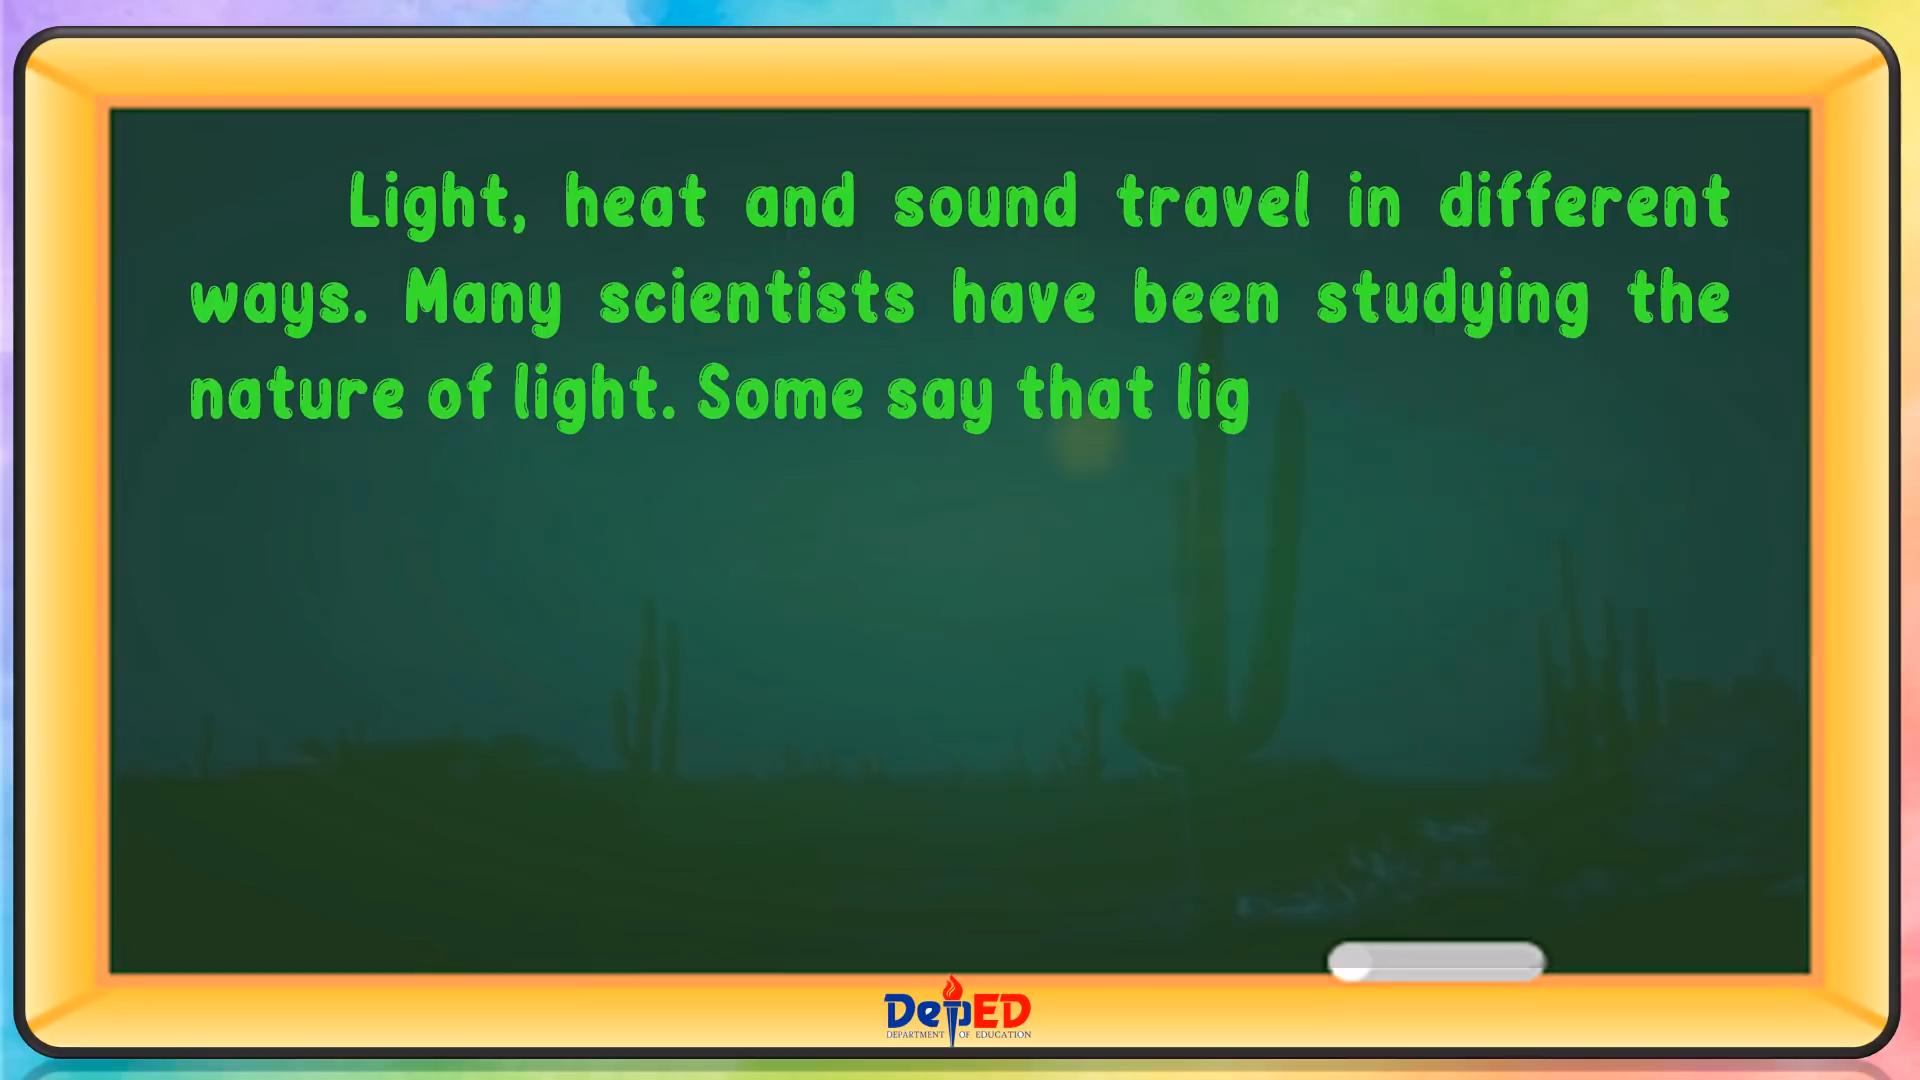 Light, heat and sound travel in different
ways. Many scientists have been studying the
nature of light. Some say that lig
DepED
DEPARTMENT OF EDUCATION